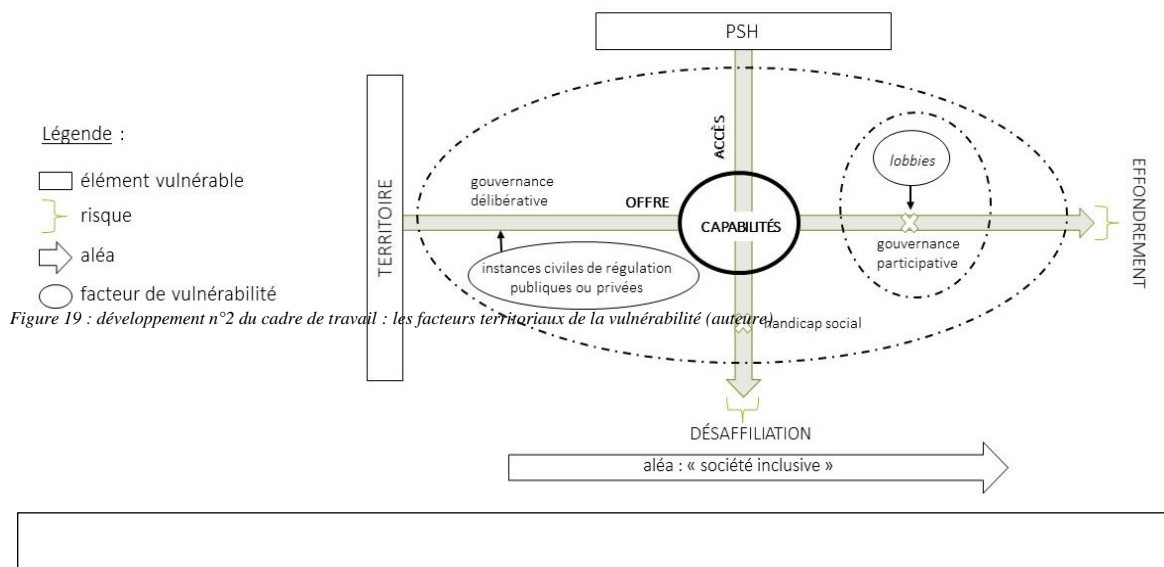 PSH
Légende :
élément vulnérable
risque
aléa
facteur de vulnérabilité
TERRITOIRE
gouvernance
délibérative
OFFRE
ACCÈS
CAPABILITÉS
instances civiles de régulation
publiques ou privées
lobbies
gouvernance
participative
EFFONDREMENT
Figure 19 : développement n°2 du cadre de travail : les facteurs territoriaux de la vulnérabilité (auteure)
handicap social
DÉSAFFILIATION
aléa : « société inclusive »